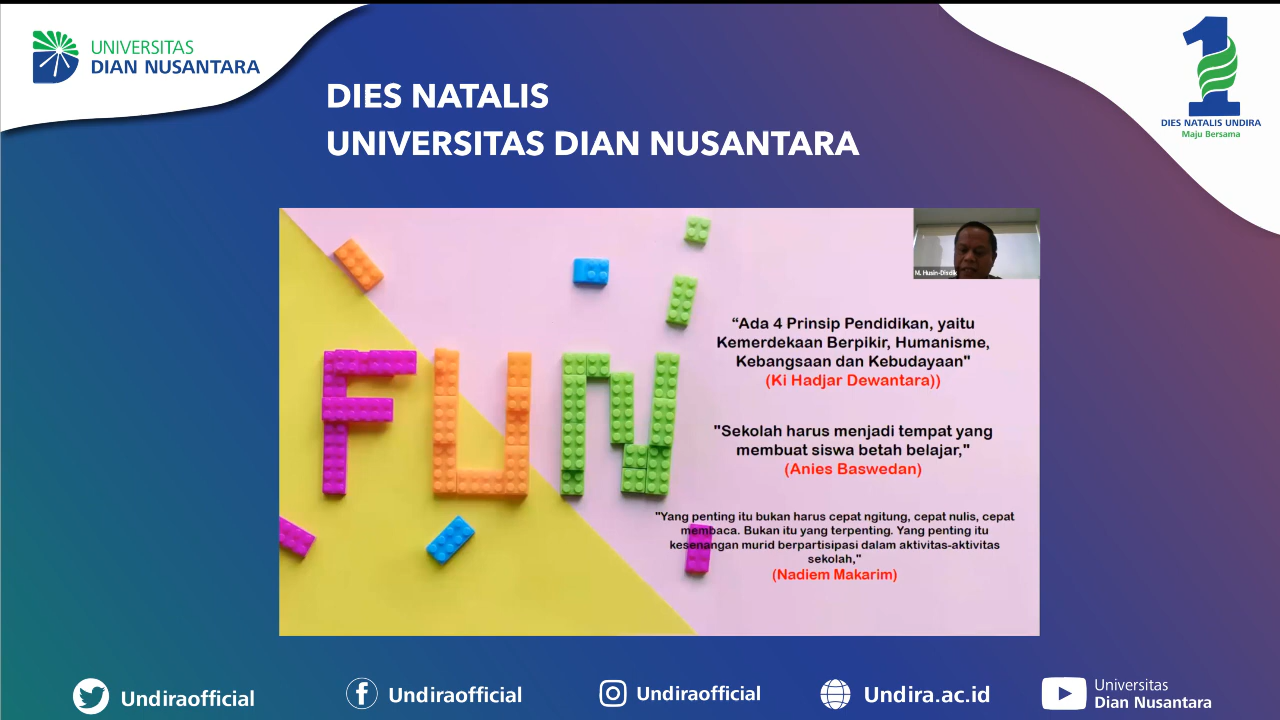 UNIVERSITAS
DIAN NUSANTARA
DIES NATALIS
UNIVERSITAS DIAN NUSANTARA
1
DIES NATALIS UNDIRA
Maju Bersama
M. Husin-Disdik
FUN
“Ada 4 Prinsip Pendidikan, yaitu
Kemerdekaan Berpikir, Humanisme,
Kebangsaan dan Kebudayaan"
(Ki Hadjar Dewantara))
"Sekolah harus menjadi tempat yang
membuat siswa betah belajar,"
(Anies Baswedan)
"Yang penting itu bukan harus cepat ngitung, cepat nulis, cepat
membaca. Bukan itu yang terpenting. Yang penting itu
kesenangan murid berpartisipasi dalam aktivitas-aktivitas
sekolah,"
(Nadiem Makarim)
Undiraofficial
Undiraofficial
Undiraofficial
Undira.ac.id
Universitas
Dian Nusantara